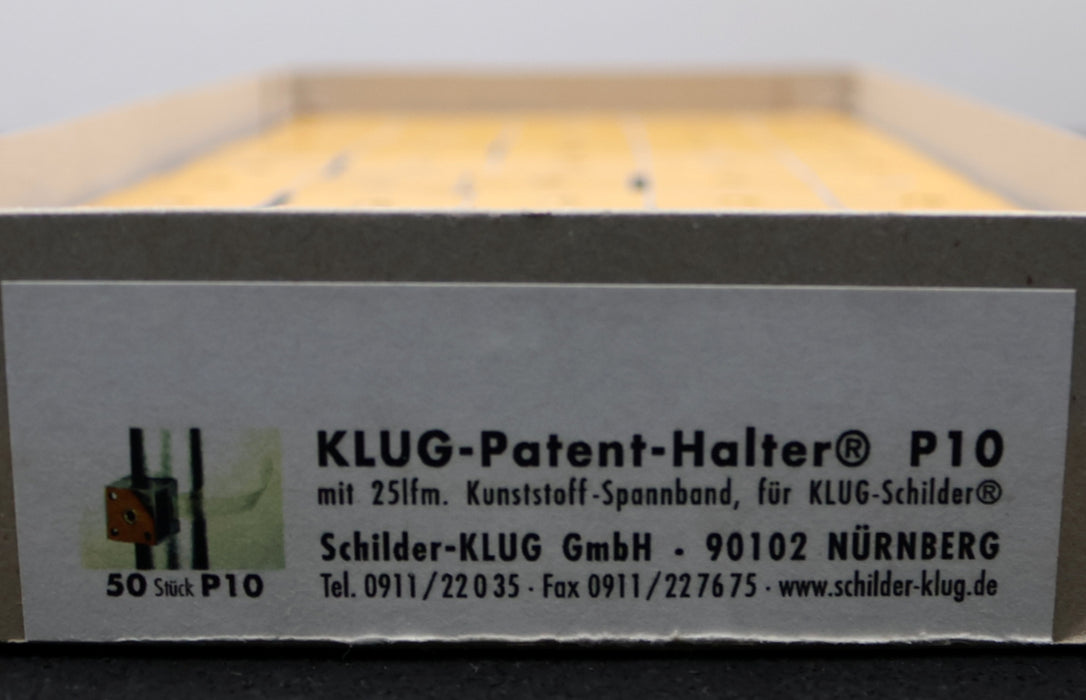 KLUG-Patent-Halter® P10
mit 25lfm. Kunststoff-Spannband, für KLUG-Schilder®
Schilder-KLUG GmbH · 90102 NÜRNBERG
Tel. 0911/22035 · Fax 0911/227675 · www.schilder-klug.de
50 Stück P10